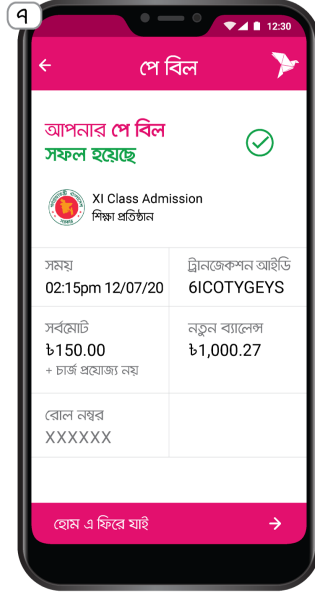 ৭
12:30
পে বিল
আপনার পে বিল
সফল হয়েছে
XI Class Admission
শিক্ষা প্রতিষ্ঠান
সময়
ট্রানজেকশন আইডি
02:15pm 12/07/20
6ICOTYGEYS
সর্বমোট
নতুন ব্যালেন্স
৳150.00
৳1,000.27
+ চার্জ প্রযোজ্য নয়
রোল নম্বর
XXXXXX
হোম এ ফিরে যাই